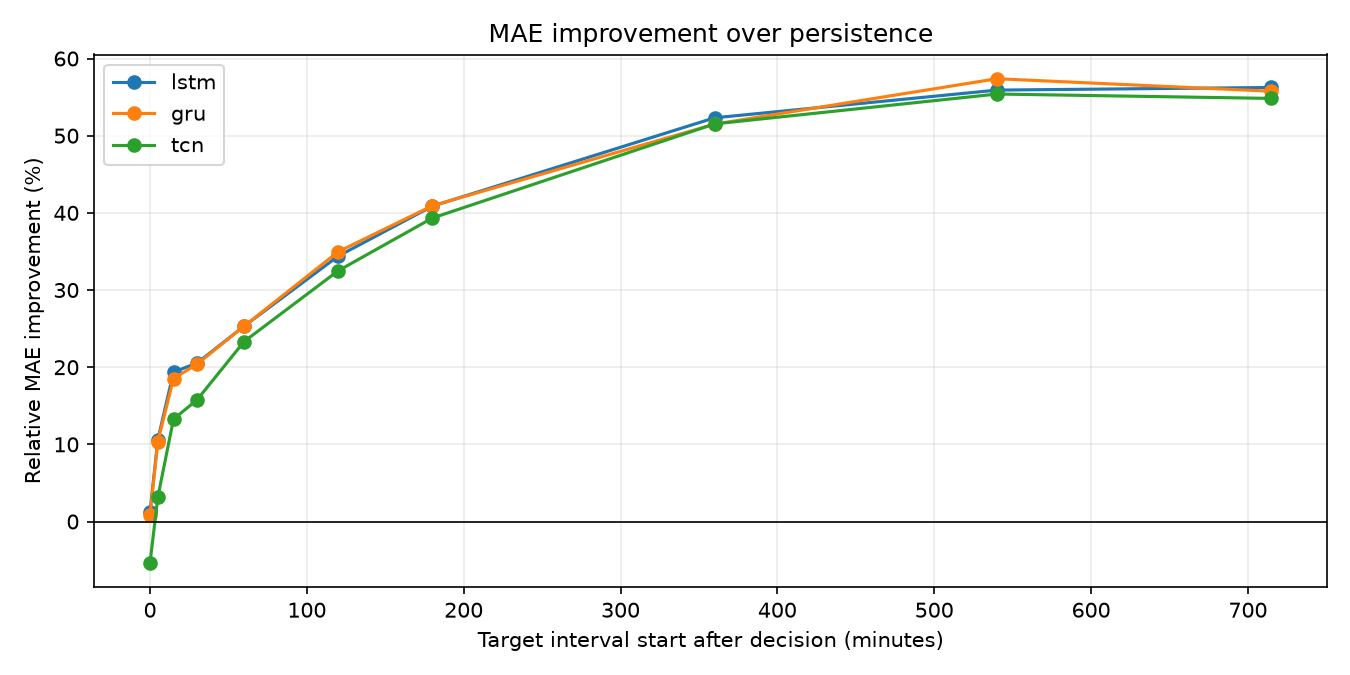 MAE improvement over persistence
Relative MAE improvement (%)
60
50
40
30
20
10
0
lstm
gru
tcn
0 100 200 300 400 500 600 700
Target interval start after decision (minutes)